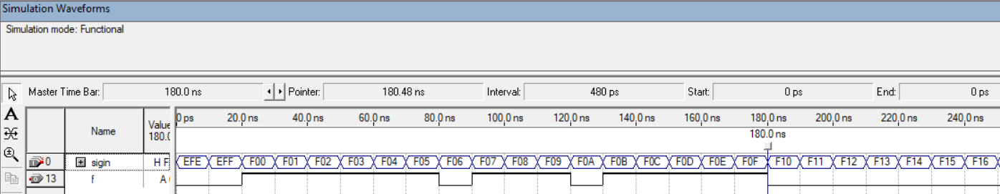 Simulation Waveforms
Simulation mode: Functional
Master Time Bar: 180.0 ns Pointer: 180.48 ns Interval: 480 ps Start: 0 ps End: 0 ps
A
Name Value 180.( 0 ps 20.0 ns 40.0 ns 60.0 ns 80.0 ns 100.0 ns 120.0 ns 140.0 ns 160.0 ns 180.0 ns 200.0 ns 220.0 ns 240.0 ns
180.0 ns
0 sigin H F EFE EFF F00 F01 F02 F03 F04 F05 F06 F07 F08 F09 F0A F0B F0C F0D F0E F0F F10 F11 F12 F13 F14 F15 F16
13 f A